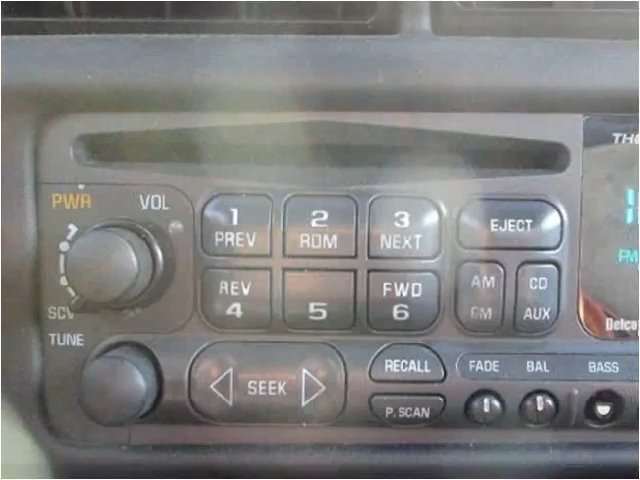 PWR VOL
1
PREV
2
RDM
3
NEXT
EJECT
REV
4
5
FWD
6
AM
FM
CD
AUX
SCV
TUNE
SEEK
RECALL
P.SCAN
FADE BAL BASS
FM